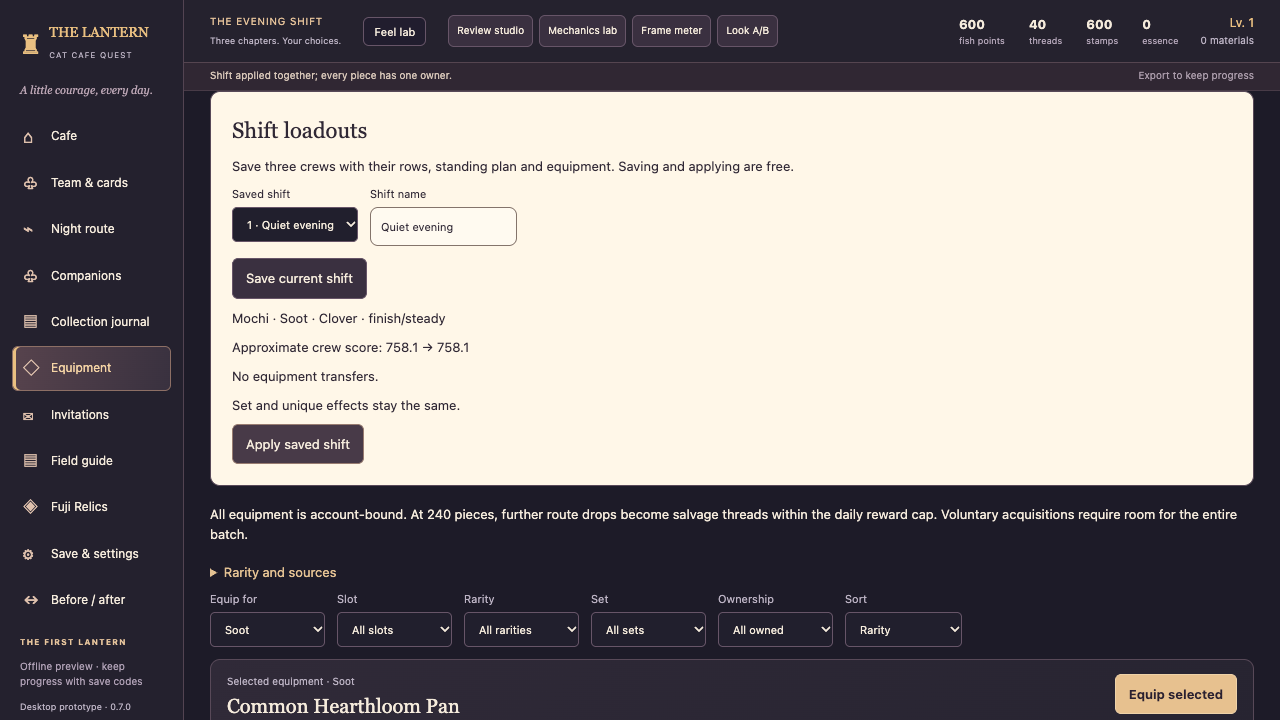 THE LANTERN
CAT CAFE QUEST
A little courage, every day.
Cafe
Team & cards
Night route
Companions
Collection journal
Equipment
Invitations
Field guide
Fuji Relics
Save & settings
Before / after
THE FIRST LANTERN
Offline preview · keep
progress with save codes
Desktop prototype · 0.7.0
THE EVENING SHIFT
Three chapters. Your choices.
Feel lab
Review studio
Mechanics lab
Frame meter
Look A/B
600
fish points
40
threads
600
stamps
0
essence
Lv. 1
0 materials
Shift applied together; every piece has one owner.
Export to keep progress
Shift loadouts
Save three crews with their rows, standing plan and equipment. Saving and applying are free.
Saved shift
Shift name
1 · Quiet evening
Quiet evening
Save current shift
Mochi · Soot · Clover · finish/steady
Approximate crew score: 758.1 → 758.1
No equipment transfers.
Set and unique effects stay the same.
Apply saved shift
All equipment is account-bound. At 240 pieces, further route drops become salvage threads within the daily reward cap. Voluntary acquisitions require room for the entire
batch.
Rarity and sources
Equip for
Slot
Rarity
Set
Ownership
Sort
Soot
All slots
All rarities
All sets
All owned
Rarity
Selected equipment · Soot
Common Hearthloom Pan
Equip selected